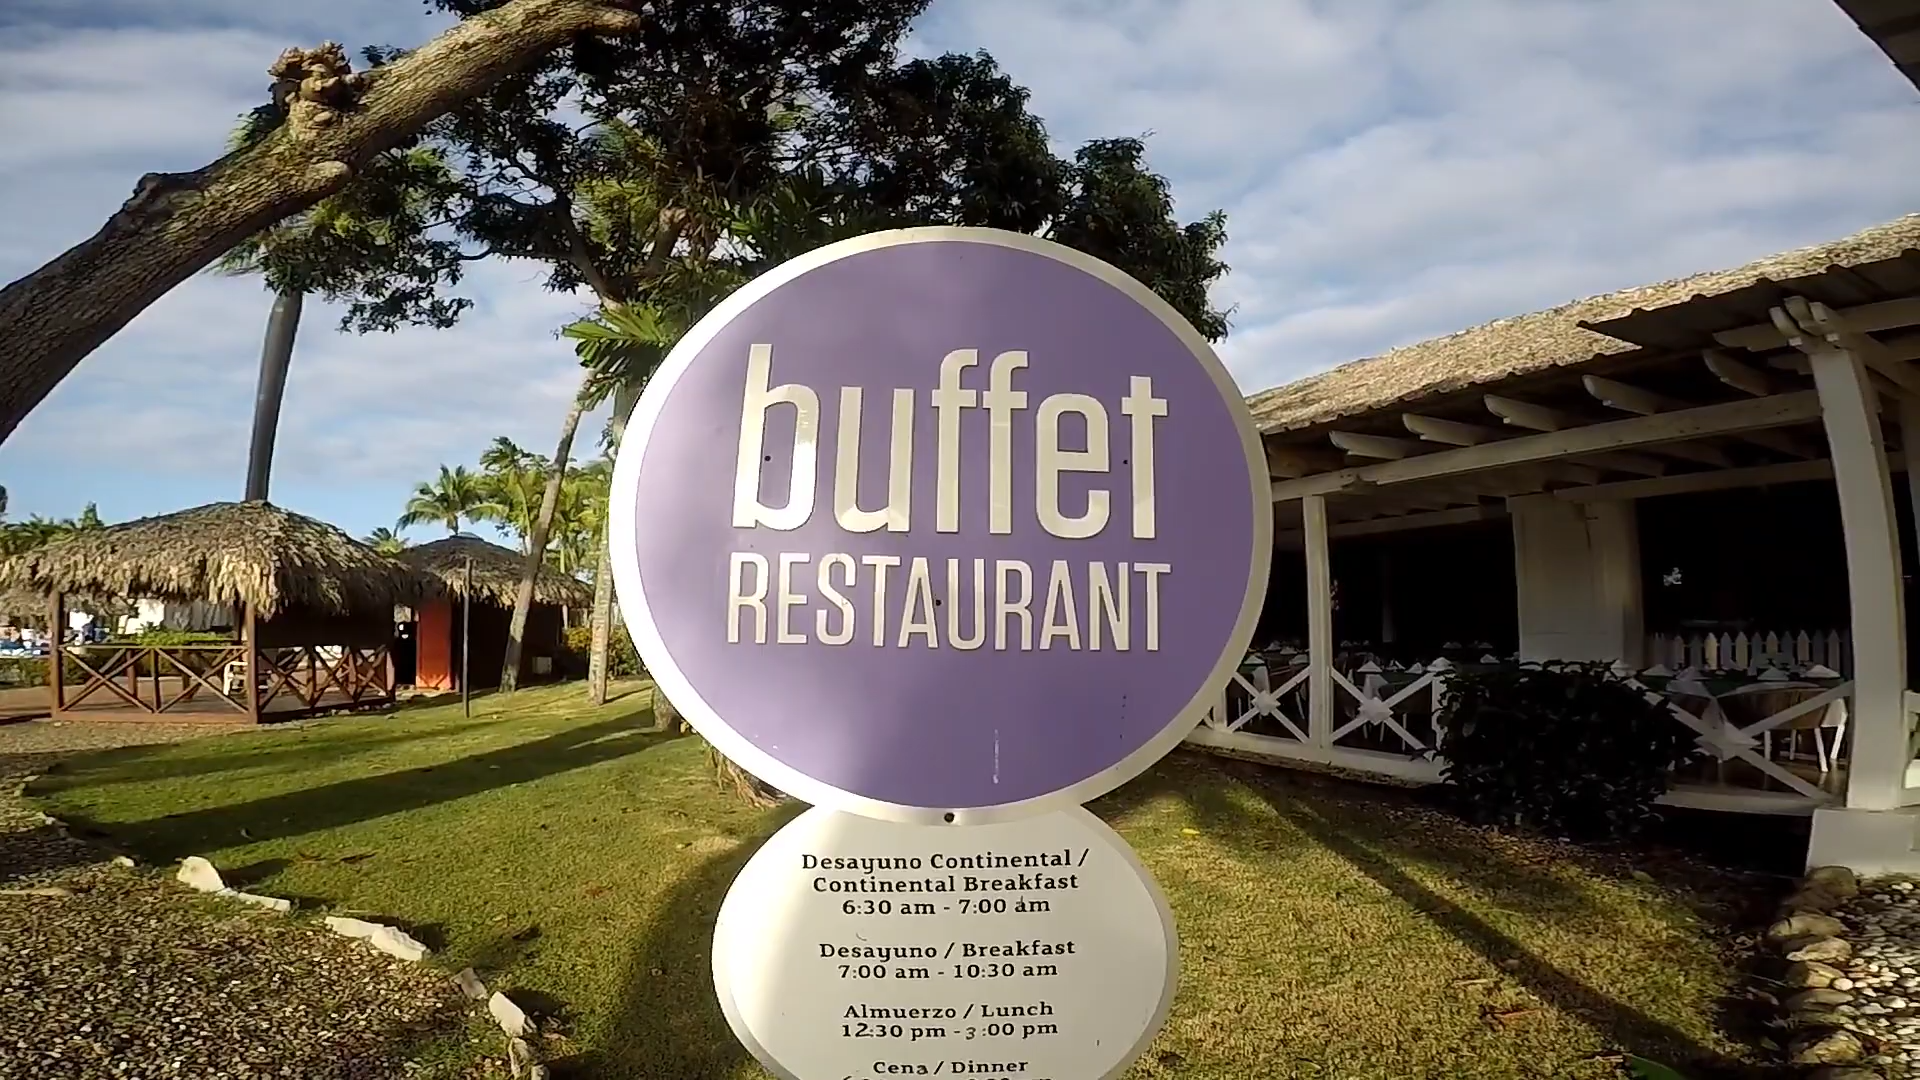 buffet
RESTAURANT
Desayuno Continental /
Continental Breakfast
6:30 am - 7:00 am
Desayuno / Breakfast
7:00 am - 10:30 am
Almuerzo / Lunch
12:30 pm - 3:00 pm
Cena / Dinner